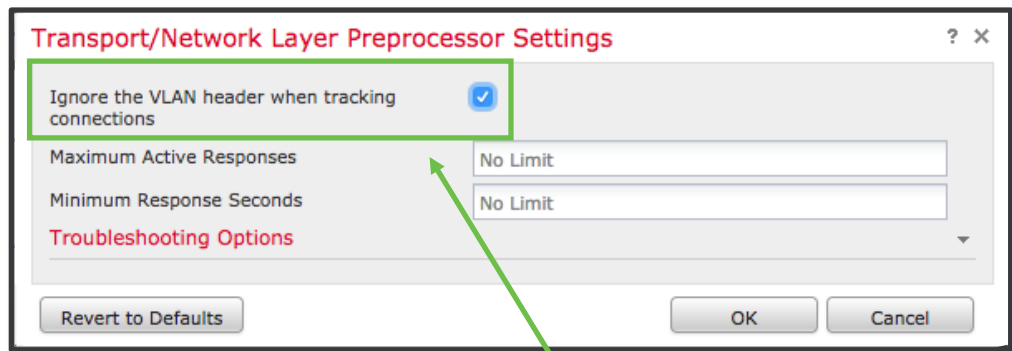 Transport/Network Layer Preprocessor Settings ? ×
Ignore the VLAN header when tracking
connections
Maximum Active Responses No Limit
Minimum Response Seconds No Limit
Troubleshooting Options
Revert to Defaults OK Cancel